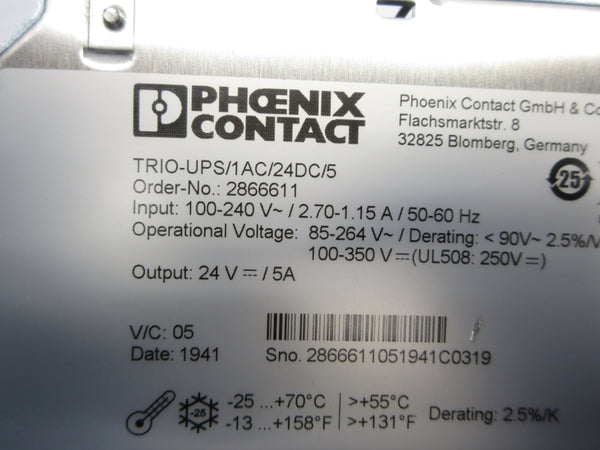 PHŒNIX
CONTACT
Phoenix Contact GmbH & Co
Flachsmarktstr. 8
32825 Blomberg, Germany
25
TRIO-UPS/1AC/24DC/5
Order-No.: 2866611
Input: 100-240 V~ / 2.70-1.15 A / 50-60 Hz
Operational Voltage: 85-264 V~ / Derating: < 90V~ 2.5%/V
100-350 V⎓(UL508: 250V⎓)
Output: 24 V⎓ / 5A
V/C: 05
Date: 1941 Sno. 2866611051941C0319
-25 -25 ...+70°C >+55°C Derating: 2.5%/K
-13 ...+158°F >+131°F